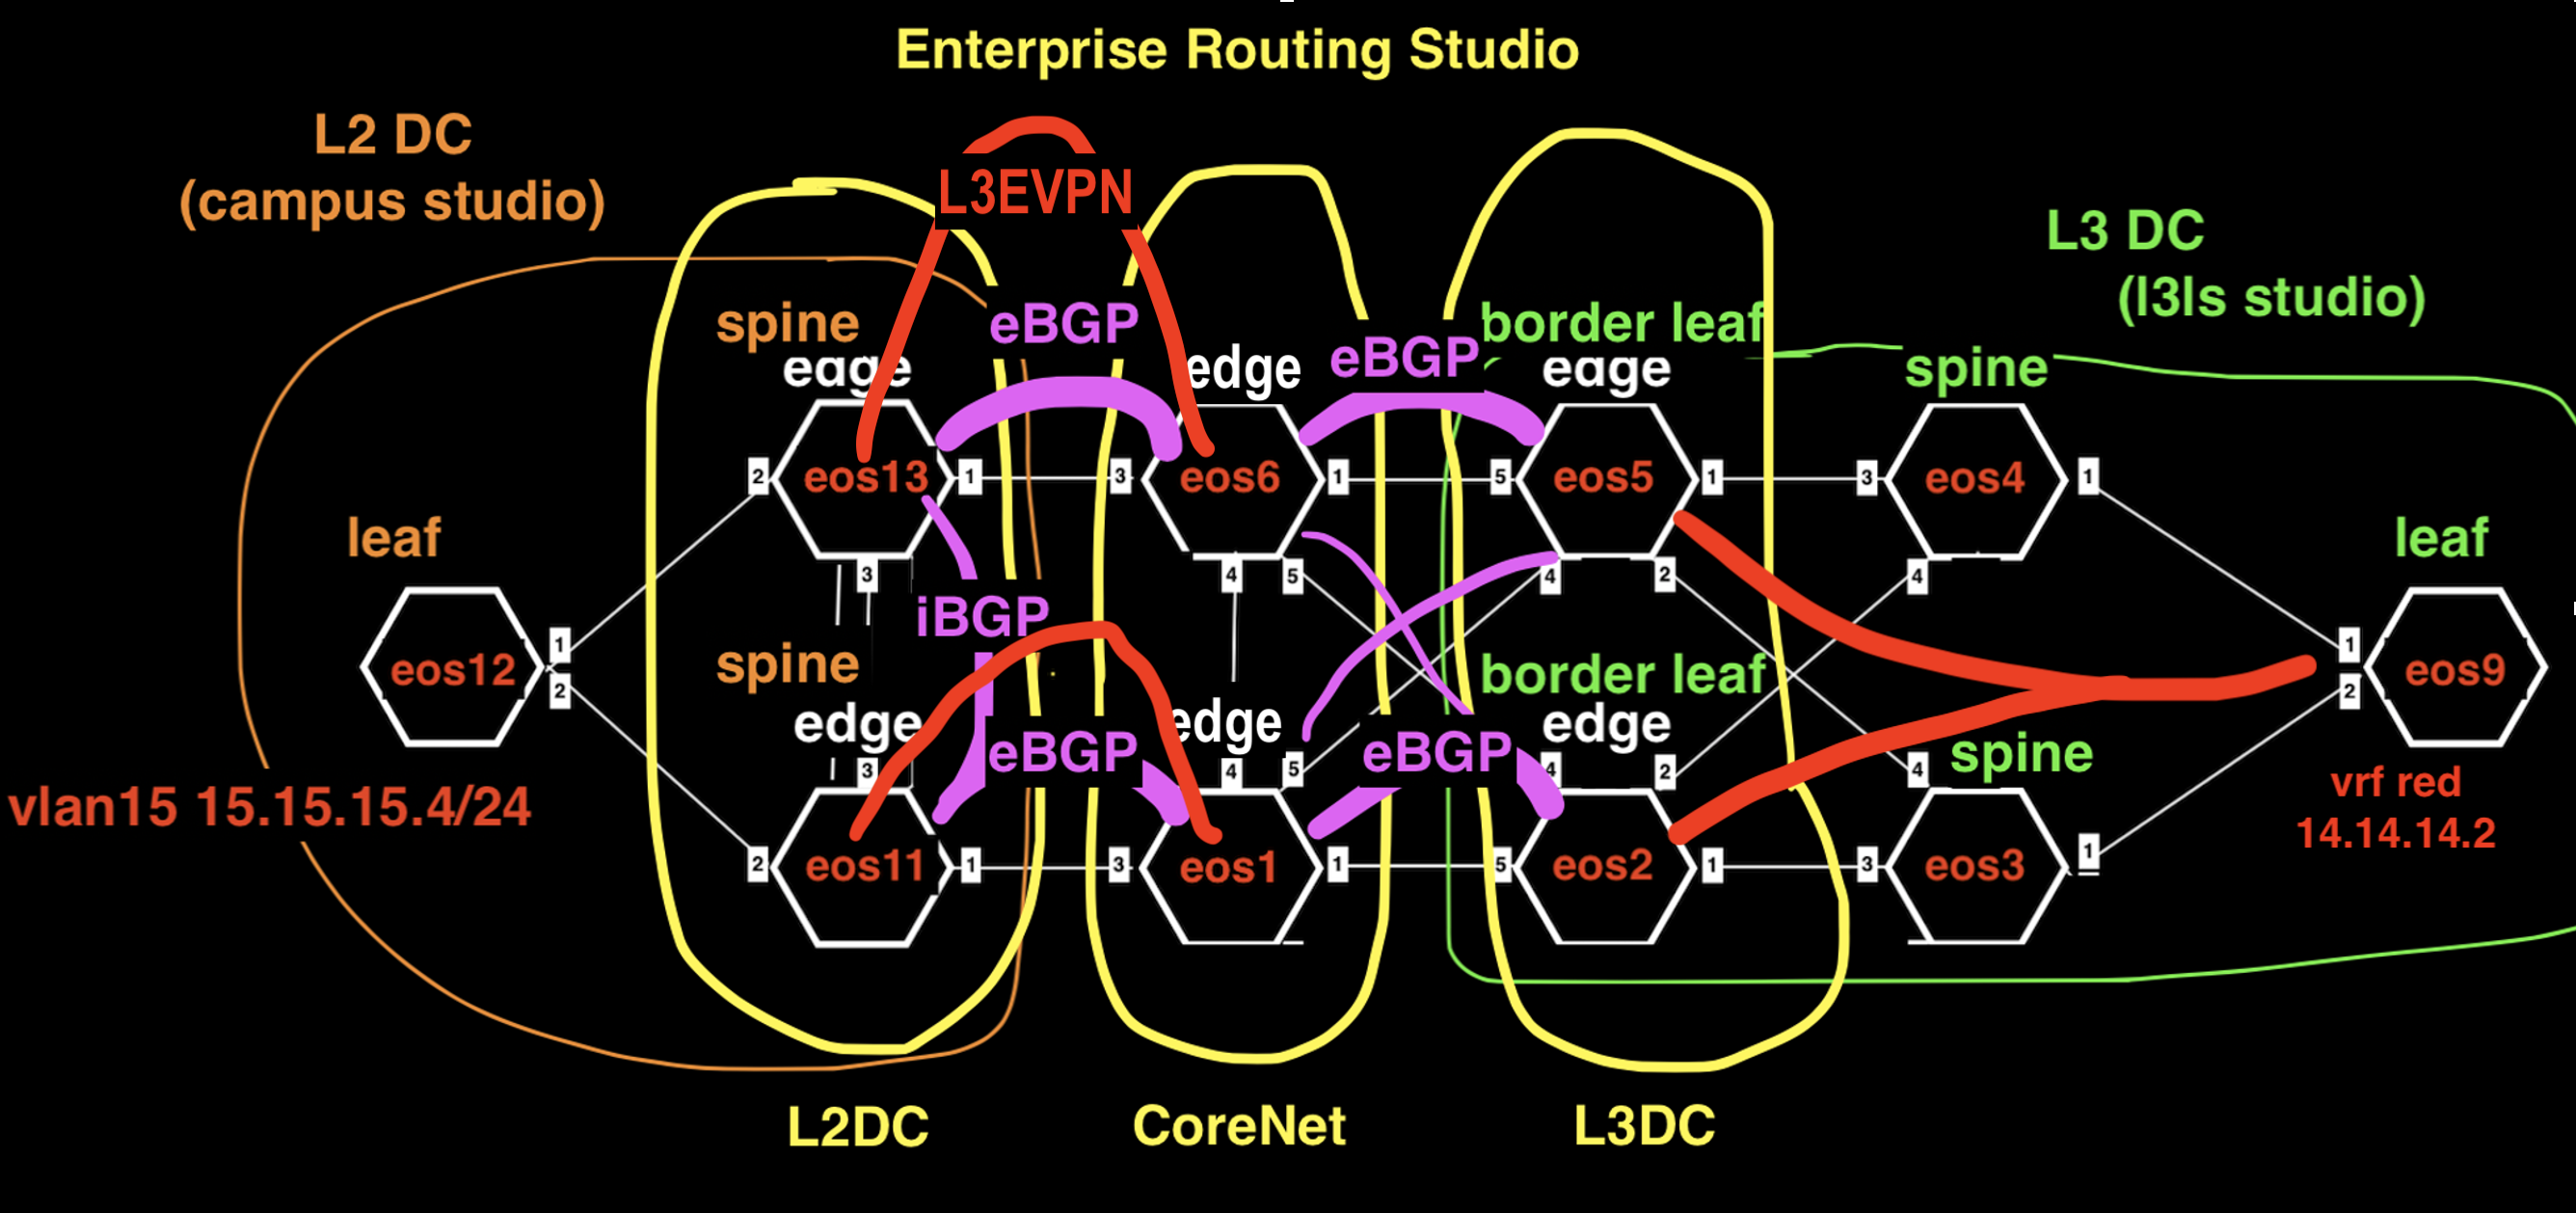 Enterprise Routing Studio
L2 DC
(campus studio)
L3EVPN
L3 DC
(l3ls studio)
spine
eBGP
border leaf
edge
edge
eBGP
edge
spine
eos13
eos6
eos5
eos4
2
1
3
1
5
1
3
1
leaf
leaf
3
4
5
4
2
4
iBGP
1
1
eos12
eos9
2
2
spine
border leaf
edge
edge
edge
eBGP
eBGP
spine
3
4
5
4
2
4
vlan15 15.15.15.4/24
vrf red
14.14.14.2
eos11
eos1
eos2
eos3
2
1
3
1
5
1
3
1
L2DC
CoreNet
L3DC